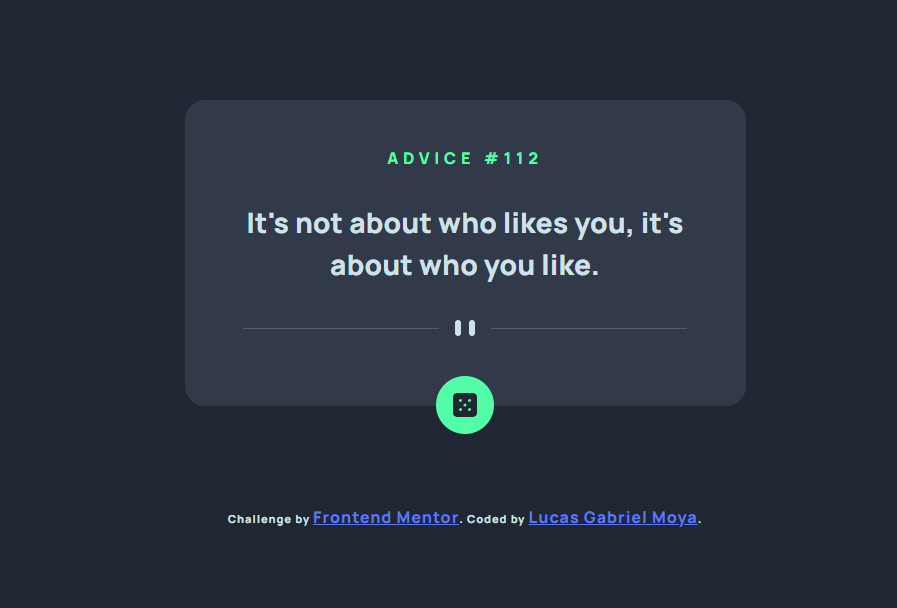 ADVICE #112
It's not about who likes you, it's
about who you like.
Challenge by Frontend Mentor. Coded by Lucas Gabriel Moya.